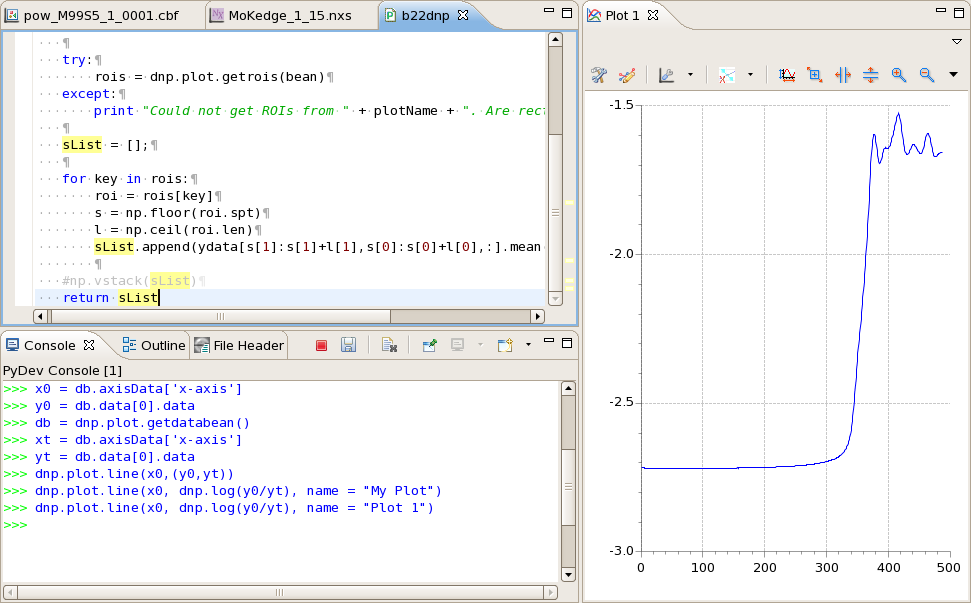 pow_M99S5_1_0001.cbf MoKedge_1_15.nxs b22dnp
try:
rois = dnp.plot.getrois(bean)
except:
print "Could not get ROIs from " + plotName + ". Are rect
sList = [];
for key in rois:
roi = rois[key]
s = np.floor(roi.spt)
l = np.ceil(roi.len)
sList.append(ydata[s[1]:s[1]+l[1],s[0]:s[0]+l[0],:].mean
#np.vstack(sList)
return sList
Console Outline File Header
PyDev Console [1]
>>> x0 = db.axisData['x-axis']
>>> y0 = db.data[0].data
>>> db = dnp.plot.getdatabean()
>>> xt = db.axisData['x-axis']
>>> yt = db.data[0].data
>>> dnp.plot.line(x0,(y0,yt))
>>> dnp.plot.line(x0, dnp.log(y0/yt), name = "My Plot")
>>> dnp.plot.line(x0, dnp.log(y0/yt), name = "Plot 1")
>>>
Plot 1
-1.5
-2.0
-2.5
-3.0
0 100 200 300 400 500